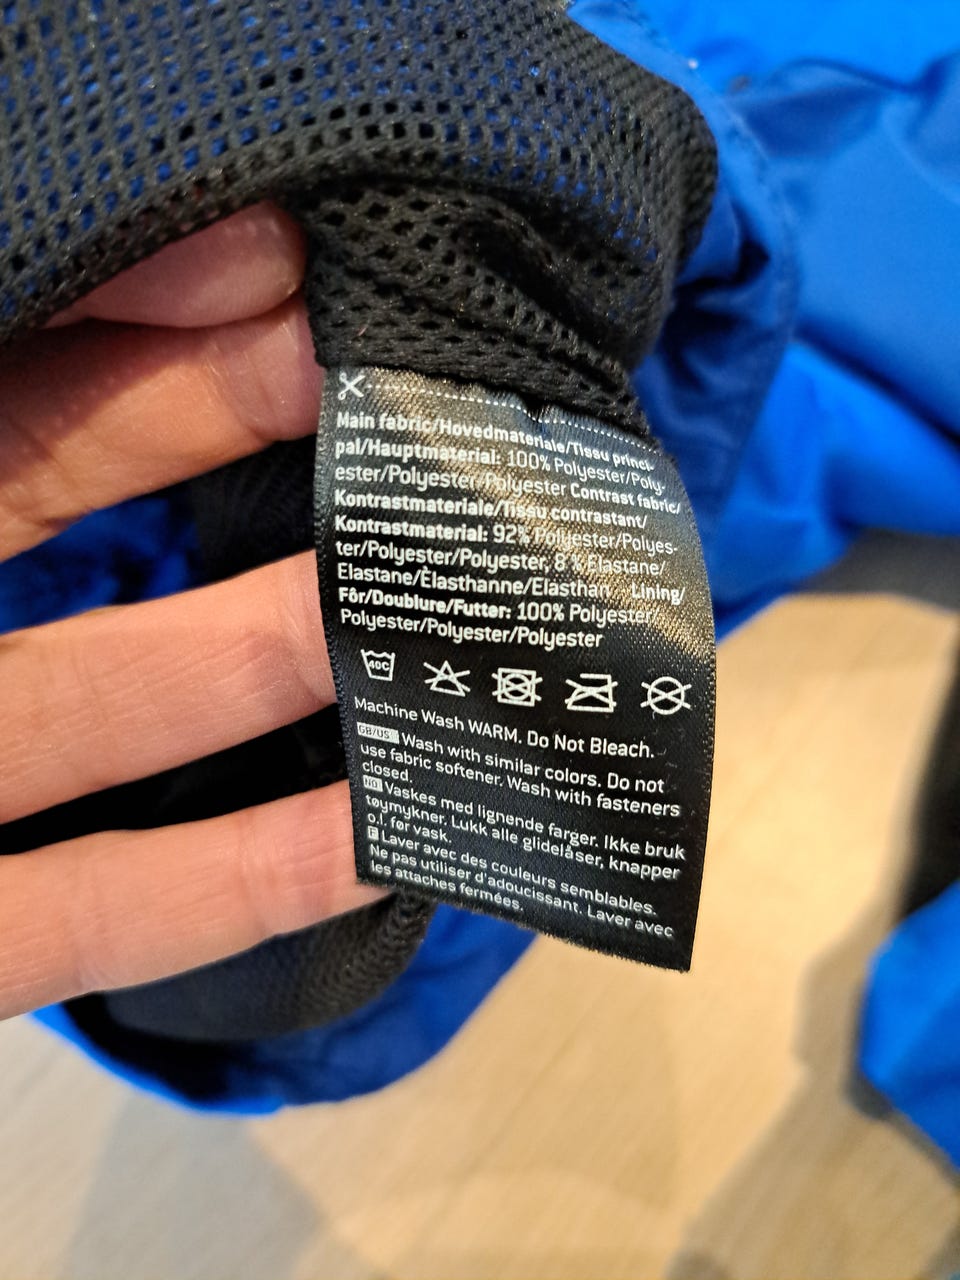 Main fabric/Hovedmateriale/Tissu princi-
pal/Hauptmaterial: 100% Polyester/Poly-
ester/Polyester/Polyester Contrast fabric/
Kontrastmateriale/Tissu contrastant/
Kontrastmaterial: 92% Polyester/Polyes-
ter/Polyester/Polyester, 8 % Elastane/
Elastane/Èlasthanne/Elasthan Lining/
Fôr/Doublure/Futter: 100% Polyester/
Polyester/Polyester/Polyester
40C
Machine Wash WARM. Do Not Bleach.
GB/US Wash with similar colors. Do not
use fabric softener. Wash with fasteners
closed.
NO Vaskes med lignende farger. Ikke bruk
tøymykner. Lukk alle glidelåser, knapper
o.l. før vask.
F Laver avec des couleurs semblables.
Ne pas utiliser d'adoucissant. Laver avec
les attaches fermées.